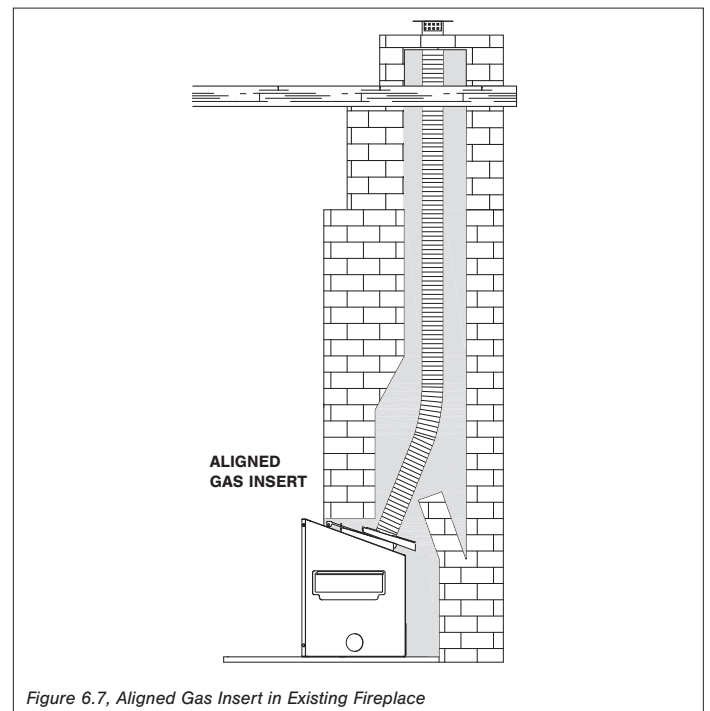 ALIGNED
GAS INSERT
Figure 6.7, Aligned Gas Insert in Existing Fireplace